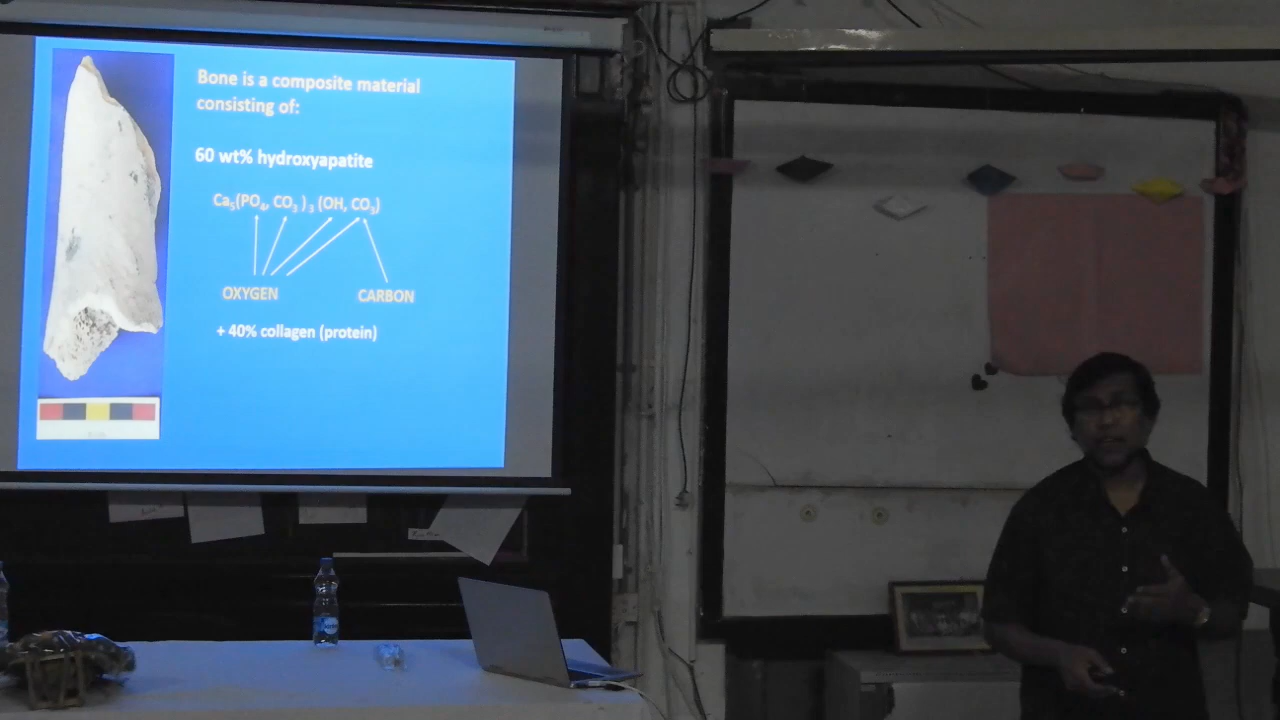 Bone is a composite material
consisting of:
60 wt% hydroxyapatite
Ca₅(PO₄, CO₃ )₃ (OH, CO₃)
OXYGEN CARBON
+ 40% collagen (protein)